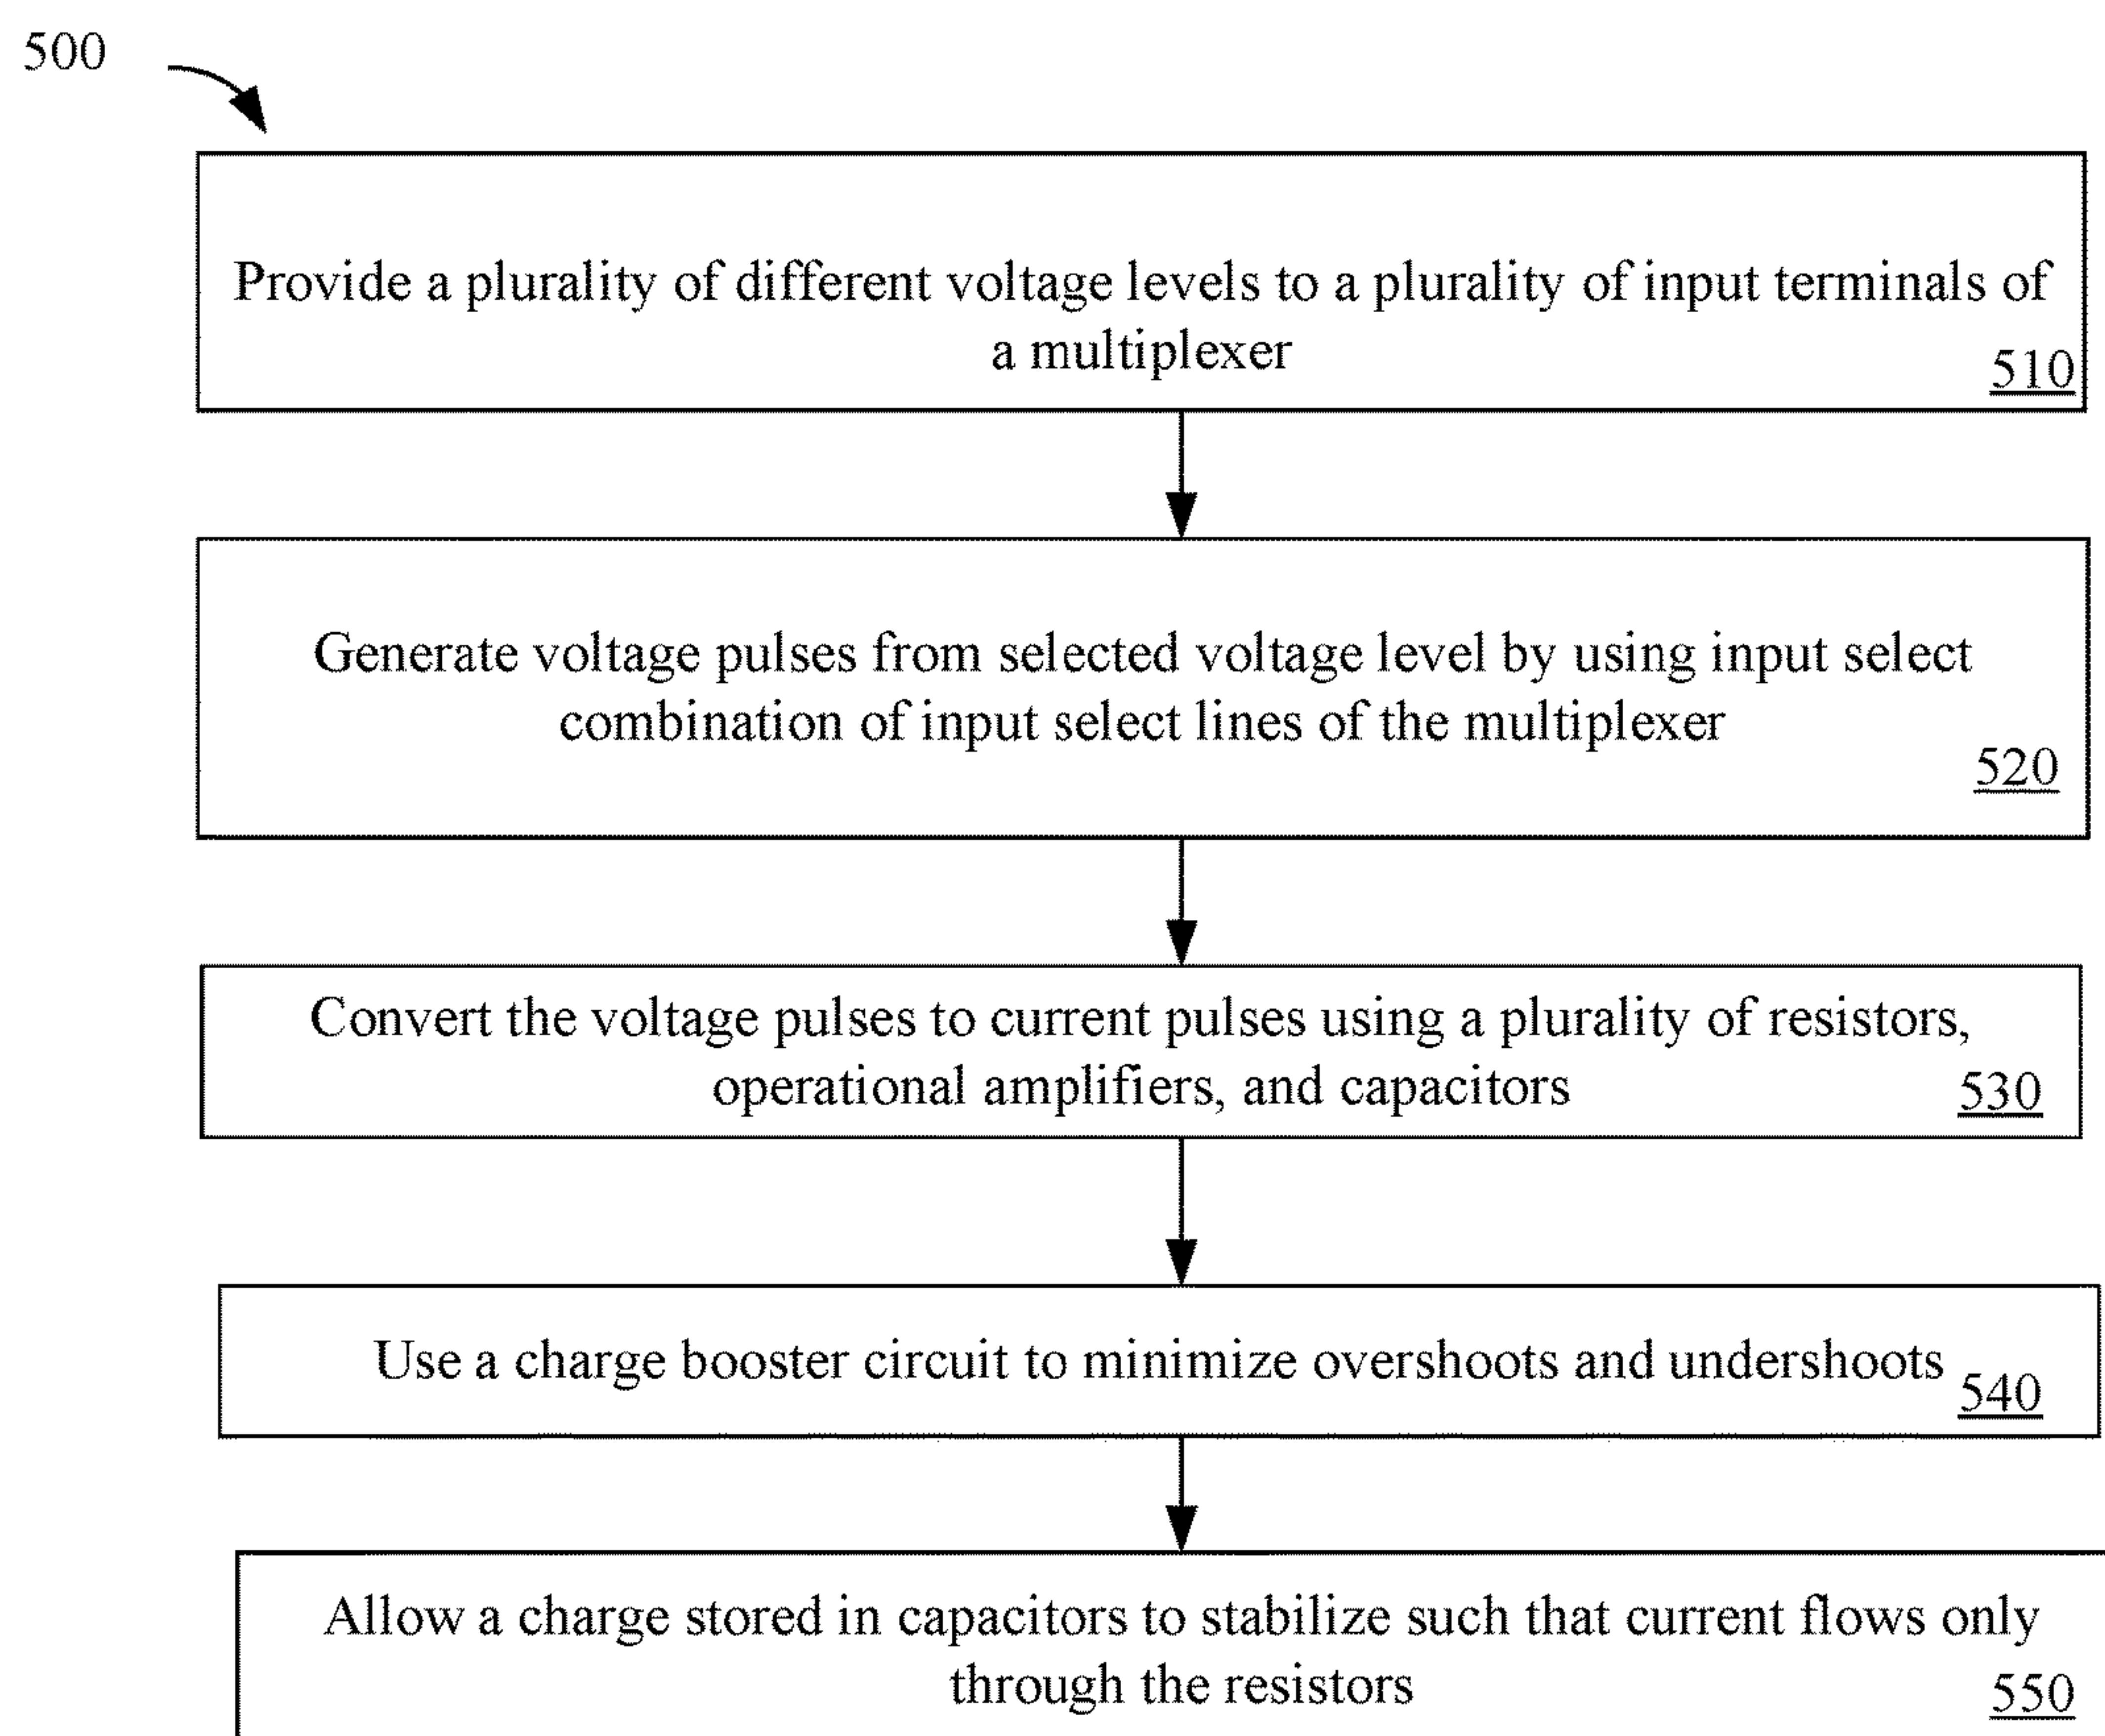 500
Provide a plurality of different voltage levels to a plurality of input terminals of
a multiplexer
510
Generate voltage pulses from selected voltage level by using input select
combination of input select lines of the multiplexer
520
Convert the voltage pulses to current pulses using a plurality of resistors,
operational amplifiers, and capacitors
530
Use a charge booster circuit to minimize overshoots and undershoots
540
Allow a charge stored in capacitors to stabilize such that current flows only
through the resistors
550